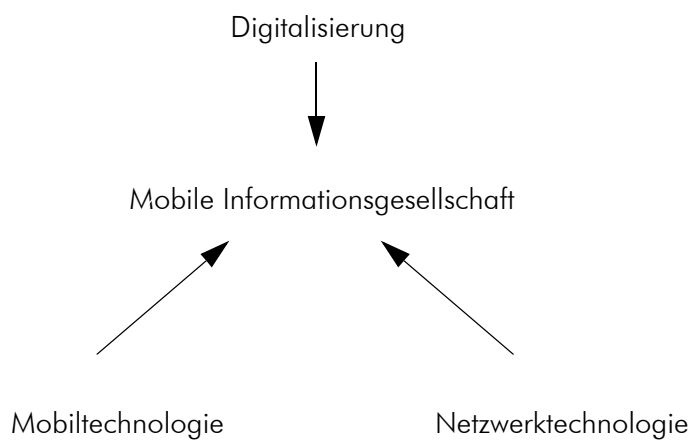 Digitalisierung
Mobile Informationsgesellschaft
Mobiltechnologie
Netzwerktechnologie